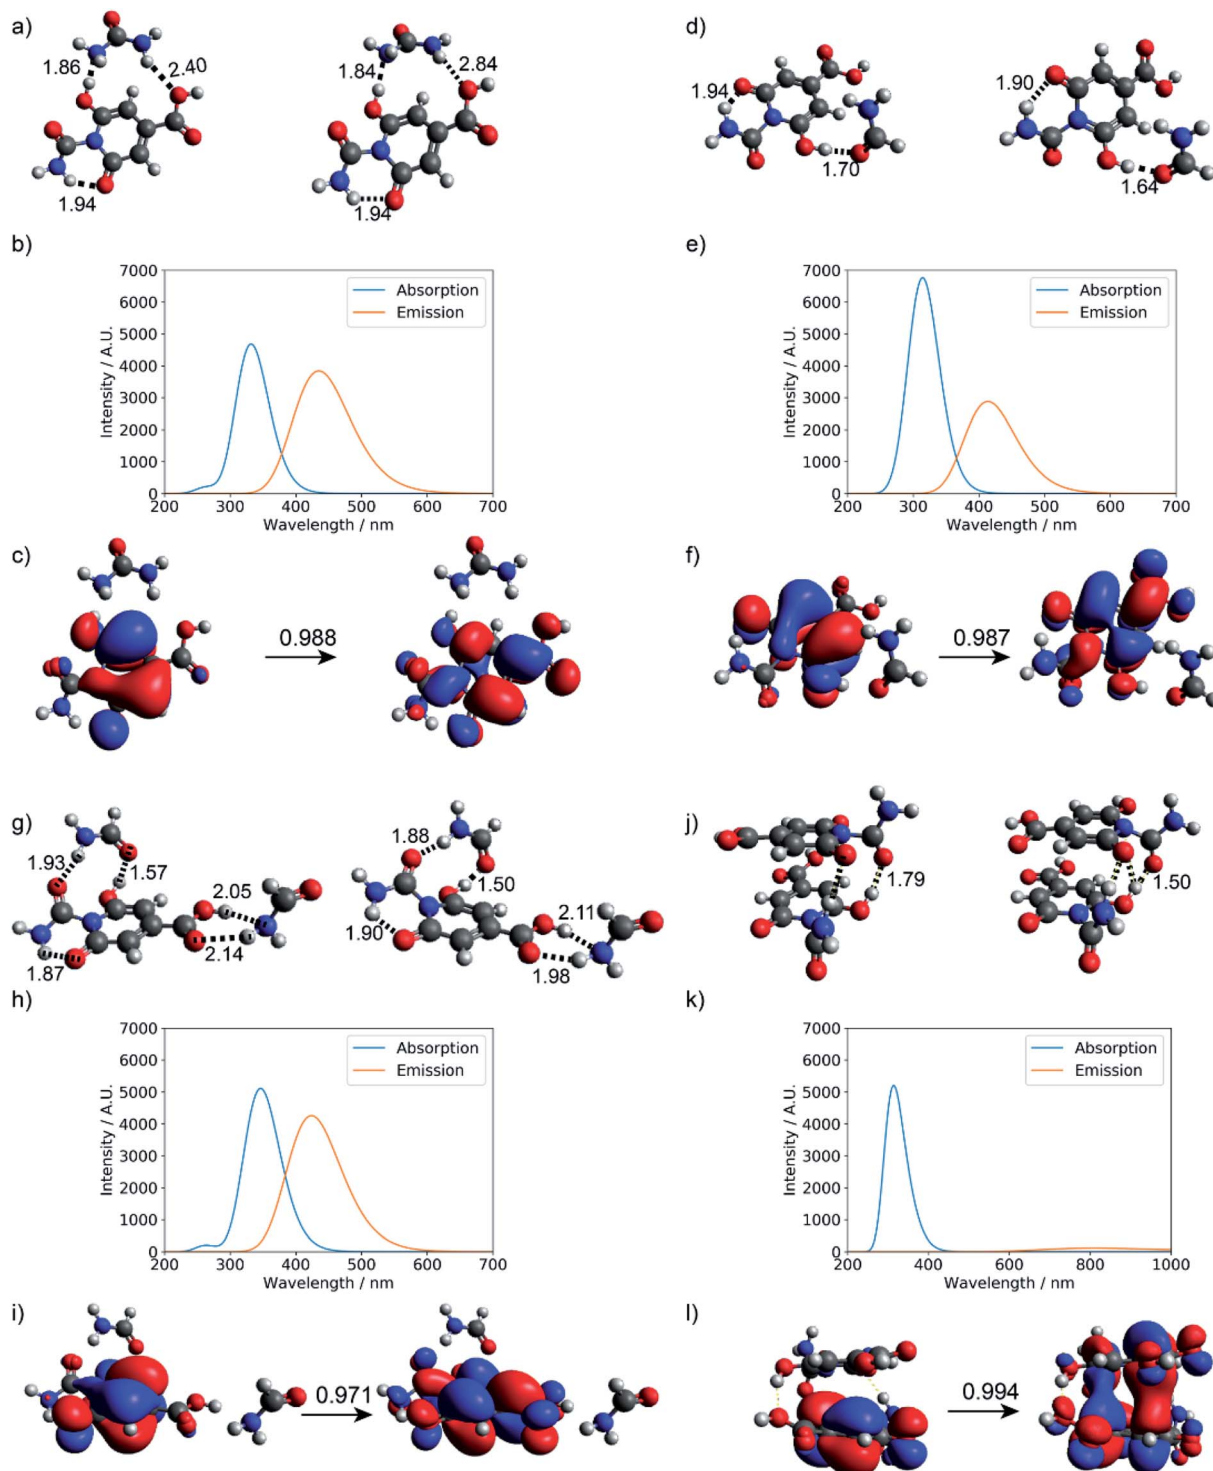 a)
1.86
2.40
1.94
1.84
2.84
1.94
d)
1.94
1.70
1.90
1.64
b)
7000
6000
5000
4000
3000
2000
1000
0
Intensity / A.U.
Absorption
Emission
200 300 400 500 600 700
Wavelength / nm
e)
7000
6000
5000
4000
3000
2000
1000
0
Intensity / A.U.
Absorption
Emission
200 300 400 500 600 700
Wavelength / nm
c)
0.988
f)
0.987
g)
1.93
1.57
2.05
2.14
1.87
1.88
1.50
2.11
1.90
1.98
j)
1.79
1.50
h)
7000
6000
5000
4000
3000
2000
1000
0
Intensity / A.U.
Absorption
Emission
200 300 400 500 600 700
Wavelength / nm
k)
7000
6000
5000
4000
3000
2000
1000
0
Intensity / A.U.
Absorption
Emission
200 400 600 800 1000
Wavelength / nm
i)
0.971
l)
0.994